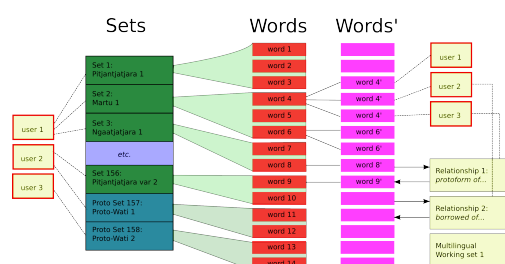 Sets
Words
Words'
Set 1:
Pitjantjatjara 1
Set 2:
Martu 1
Set 3:
Ngaatjatjara 1
etc.
Set 156:
Pitjantjatjara var 2
Proto Set 157:
Proto-Wati 1
Proto Set 158:
Proto-Wati 2
user 1
user 2
user 3
word 1
word 2
word 3
word 4
word 5
word 6
word 7
word 8
word 9
word 10
word 11
word 12
word 13
word 14
word 4'
word 4'
word 4'
word 6'
word 6'
word 8'
word 9'
user 1
user 2
user 3
Relationship 1:
protoform of...
Relationship 2:
borrowed of...
Multilingual
Working set 1